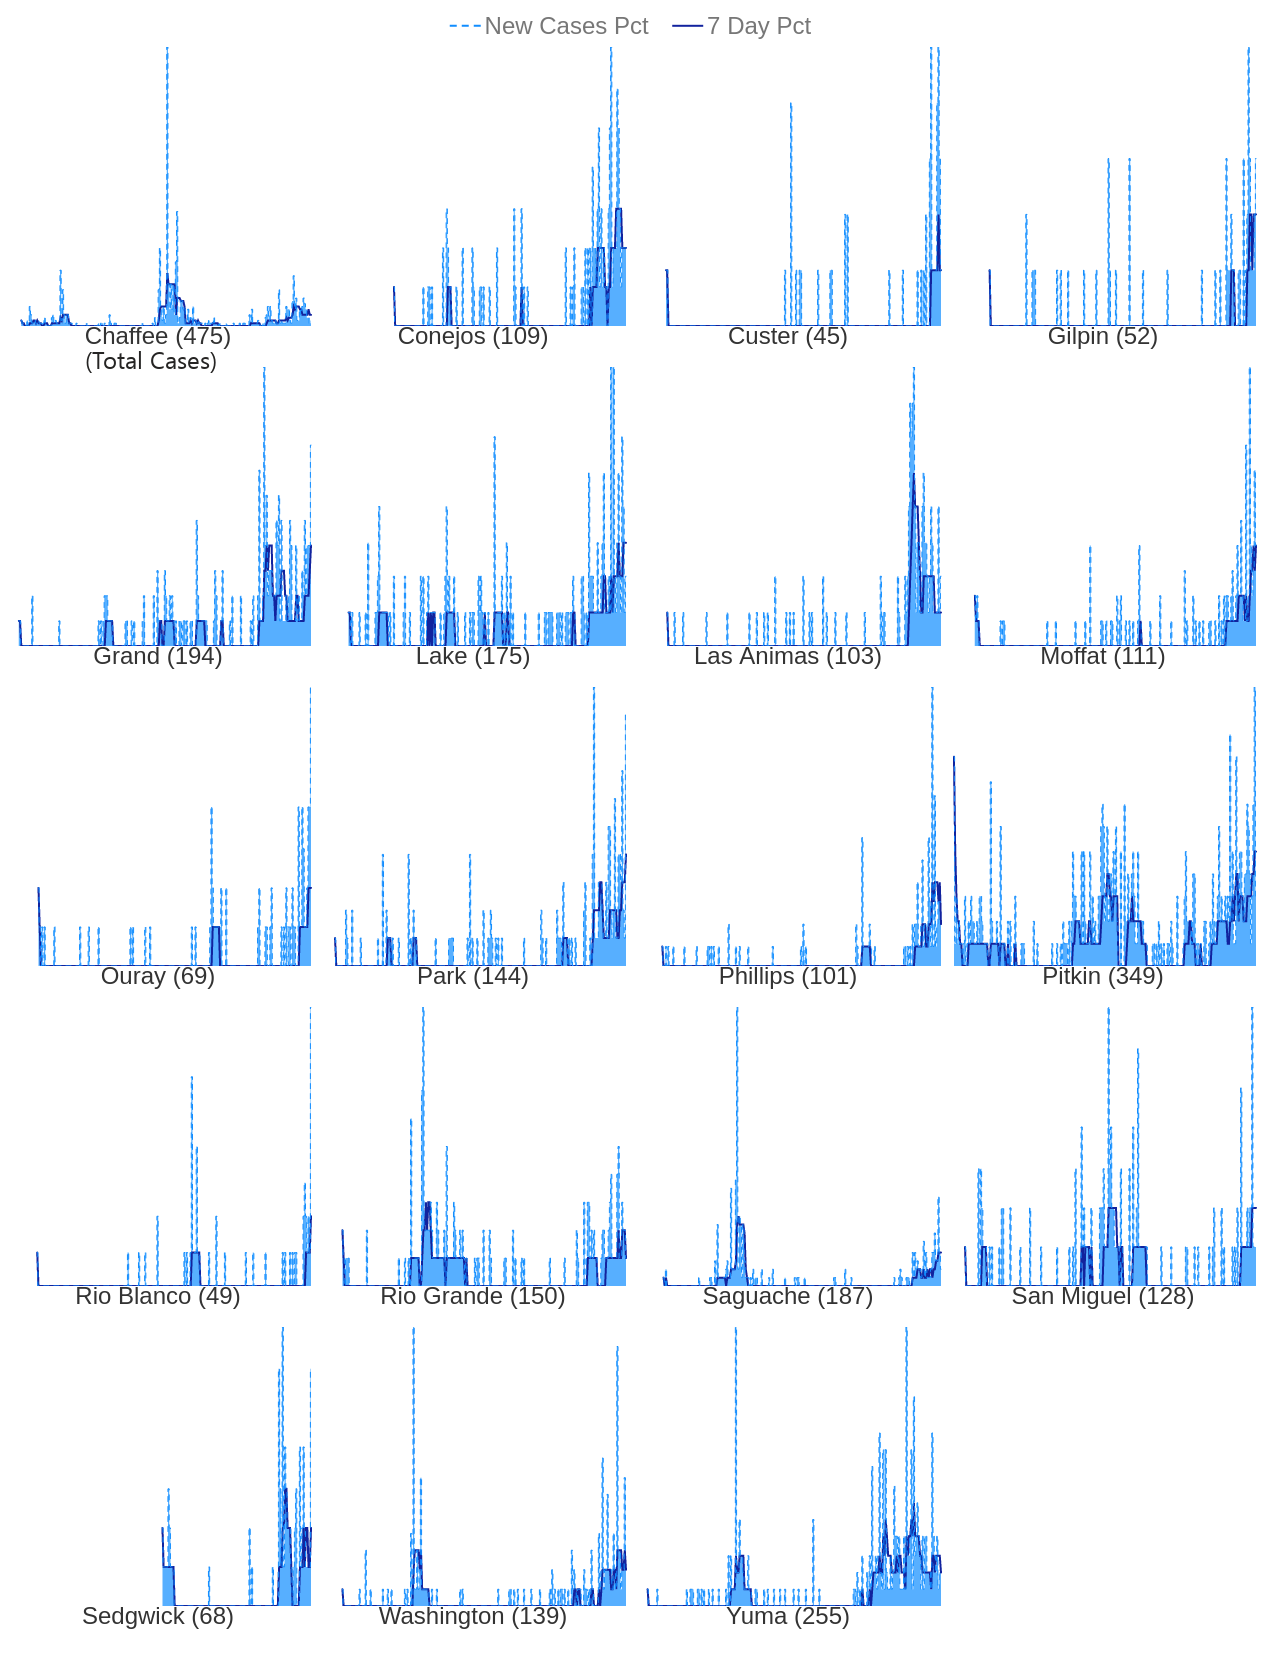 New Cases Pct 7 Day Pct
Chaffee (475) Conejos (109) Custer (45) Gilpin (52)
(Total Cases)
Grand (194) Lake (175) Las Animas (103) Moffat (111)
Ouray (69) Park (144) Phillips (101) Pitkin (349)
Rio Blanco (49) Rio Grande (150) Saguache (187) San Miguel (128)
Sedgwick (68) Washington (139) Yuma (255)